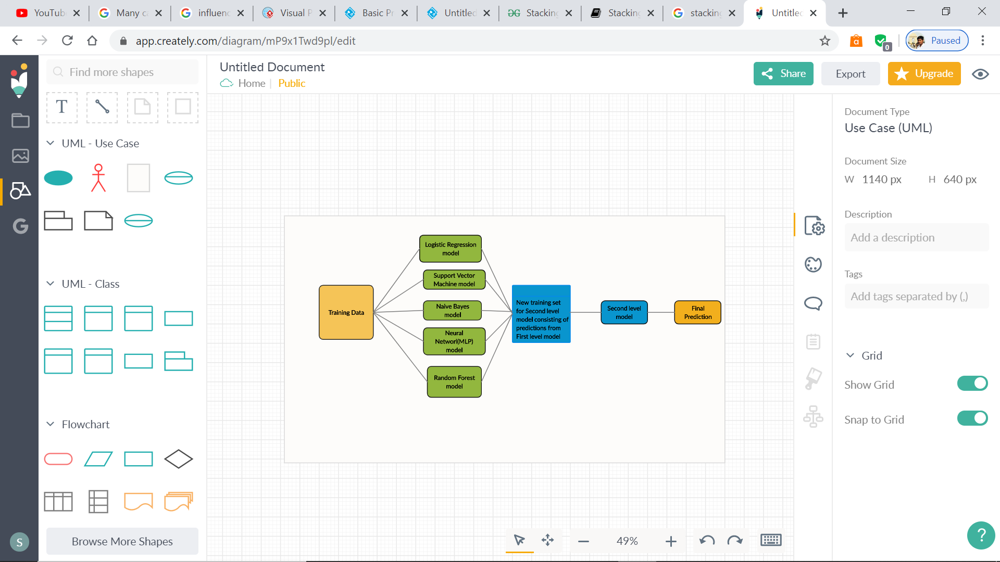 YouTub
Many c
influenc
Visual P
Basic Pr
Untitled
Stacking
Stacking
stacking
Untitled
app.creately.com/diagram/mP9x1Twd9pl/edit
0
Paused
Find more shapes
T
UML - Use Case
UML - Class
Flowchart
Browse More Shapes
S
Untitled Document
Home
Public
Share
Export
Upgrade
Training Data
Logistic Regression
model
Support Vector
Machine model
Naive Bayes
model
Neural
Networl(MLP)
model
Random Forest
model
New training set
for Second level
model consisting of
predictions from
First level model
Second level
model
Final
Prediction
49%
Document Type
Use Case (UML)
Document Size
W 1140 px H 640 px
Description
Add a description
Tags
Add tags separated by (,)
Grid
Show Grid
Snap to Grid
?